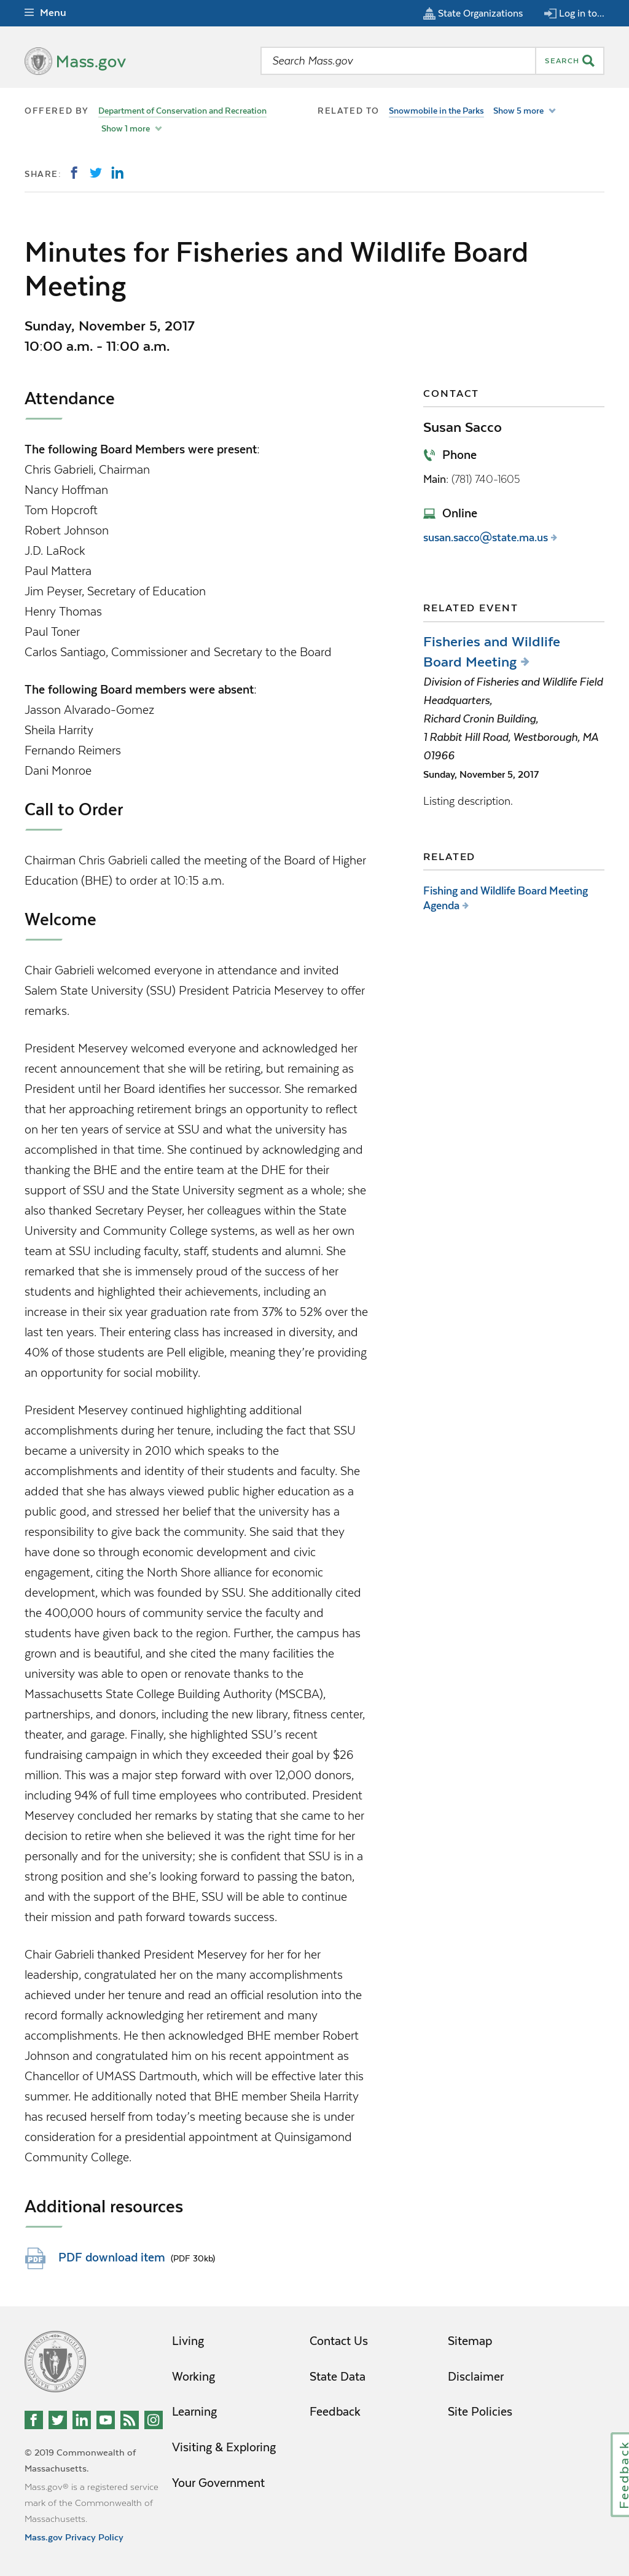 Menu
State Organizations
Log in to...
Mass.gov
Search Mass.gov
SEARCH
OFFERED BY Department of Conservation and Recreation
Show 1 more
RELATED TO Snowmobile in the Parks Show 5 more
SHARE:
Minutes for Fisheries and Wildlife Board
Meeting
Sunday, November 5, 2017
10:00 a.m. - 11:00 a.m.
Attendance
The following Board Members were present:
Chris Gabrieli, Chairman
Nancy Hoffman
Tom Hopcroft
Robert Johnson
J.D. LaRock
Paul Mattera
Jim Peyser, Secretary of Education
Henry Thomas
Paul Toner
Carlos Santiago, Commissioner and Secretary to the Board
The following Board members were absent:
Jasson Alvarado-Gomez
Sheila Harrity
Fernando Reimers
Dani Monroe
Call to Order
Chairman Chris Gabrieli called the meeting of the Board of Higher
Education (BHE) to order at 10:15 a.m.
Welcome
Chair Gabrieli welcomed everyone in attendance and invited
Salem State University (SSU) President Patricia Meservey to offer
remarks.
President Meservey welcomed everyone and acknowledged her
recent announcement that she will be retiring, but remaining as
President until her Board identifies her successor. She remarked
that her approaching retirement brings an opportunity to reflect
on her ten years of service at SSU and what the university has
accomplished in that time. She continued by acknowledging and
thanking the BHE and the entire team at the DHE for their
support of SSU and the State University segment as a whole; she
also thanked Secretary Peyser, her colleagues within the State
University and Community College systems, as well as her own
team at SSU including faculty, staff, students and alumni. She
remarked that she is immensely proud of the success of her
students and highlighted their achievements, including an
increase in their six year graduation rate from 37% to 52% over the
last ten years. Their entering class has increased in diversity, and
40% of those students are Pell eligible, meaning they're providing
an opportunity for social mobility.
President Meservey continued highlighting additional
accomplishments during her tenure, including the fact that SSU
became a university in 2010 which speaks to the
accomplishments and identity of their students and faculty. She
added that she has always viewed public higher education as a
public good, and stressed her belief that the university has a
responsibility to give back the community. She said that they
have done so through economic development and civic
engagement, citing the North Shore alliance for economic
development, which was founded by SSU. She additionally cited
the 400,000 hours of community service the faculty and
students have given back to the region. Further, the campus has
grown and is beautiful, and she cited the many facilities the
university was able to open or renovate thanks to the
Massachusetts State College Building Authority (MSCBA),
partnerships, and donors, including the new library, fitness center,
theater, and garage. Finally, she highlighted SSU's recent
fundraising campaign in which they exceeded their goal by $26
million. This was a major step forward with over 12,000 donors,
including 94% of full time employees who contributed. President
Meservey concluded her remarks by stating that she came to her
decision to retire when she believed it was the right time for her
personally and for the university; she is confident that SSU is in a
strong position and she's looking forward to passing the baton,
and with the support of the BHE, SSU will be able to continue
their mission and path forward towards success.
Chair Gabrieli thanked President Meservey for her for her
leadership, congratulated her on the many accomplishments
achieved under her tenure and read an official resolution into the
record formally acknowledging her retirement and many
accomplishments. He then acknowledged BHE member Robert
Johnson and congratulated him on his recent appointment as
Chancellor of UMASS Dartmouth, which will be effective later this
summer. He additionally noted that BHE member Sheila Harrity
has recused herself from today's meeting because she is under
consideration for a presidential appointment at Quinsigamond
Community College.
Additional resources
PDF
PDF download item (PDF 30kb)
CONTACT
Susan Sacco
Phone
Main: (781) 740-1605
Online
susan.sacco@state.ma.us
RELATED EVENT
Fisheries and Wildlife
Board Meeting
Division of Fisheries and Wildlife Field
Headquarters,
Richard Cronin Building,
1 Rabbit Hill Road, Westborough, MA
01966
Sunday, November 5, 2017
Listing description.
RELATED
Fishing and Wildlife Board Meeting
Agenda
Living
Working
Learning
Visiting & Exploring
Your Government
Contact Us
State Data
Feedback
Sitemap
Disclaimer
Site Policies
© 2019 Commonwealth of
Massachusetts.
Mass.gov® is a registered service
mark of the Commonwealth of
Massachusetts.
Mass.gov Privacy Policy
Feedback